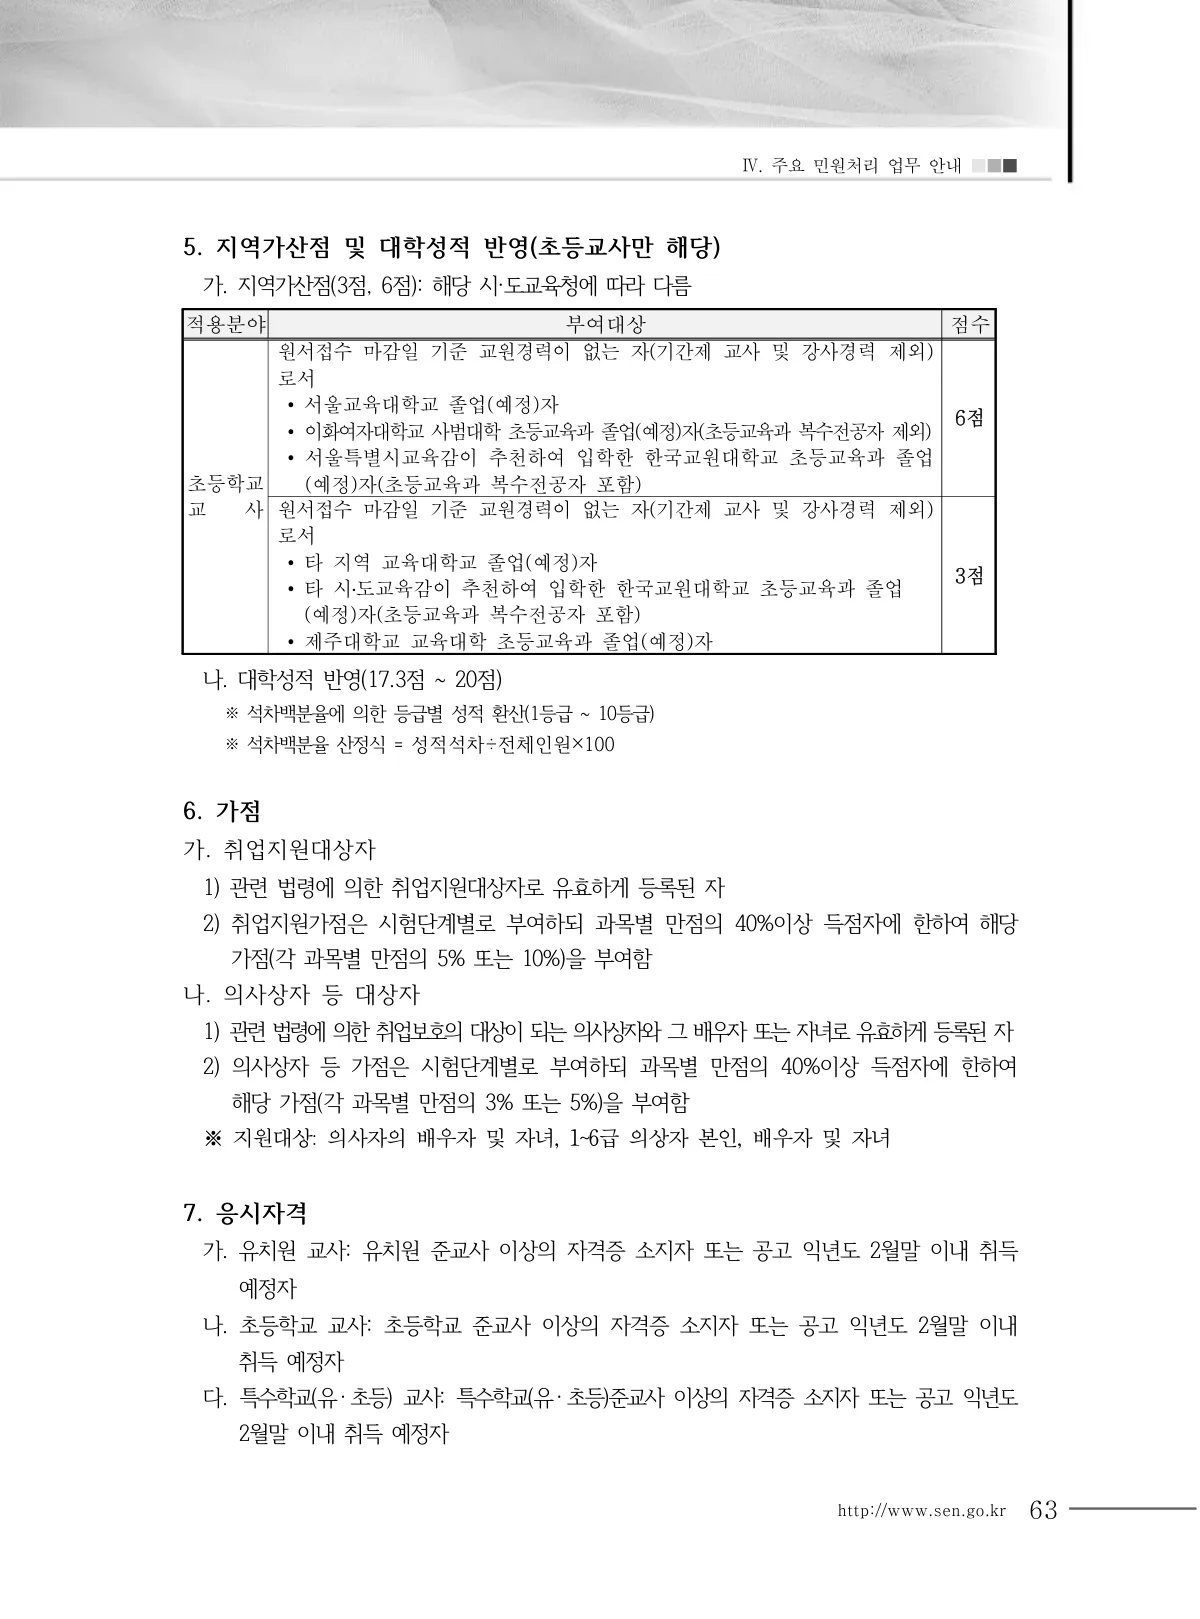 Ⅳ. 주요 민원처리 업무 안내
5. 지역가산점 및 대학성적 반영(초등교사만 해당)
가. 지역가산점(3점, 6점): 해당 시·도교육청에 따라 다름
적용분야 부여대상 점수
원서접수 마감일 기준 교원경력이 없는 자(기간제 교사 및 강사경력 제외)
로서
• 서울교육대학교 졸업(예정)자
• 이화여자대학교 사범대학 초등교육과 졸업(예정)자(초등교육과 복수전공자 제외)
• 서울특별시교육감이 추천하여 입학한 한국교원대학교 초등교육과 졸업
(예정)자(초등교육과 복수전공자 포함)
6점
초등학교
교 사
원서접수 마감일 기준 교원경력이 없는 자(기간제 교사 및 강사경력 제외)
로서
• 타 지역 교육대학교 졸업(예정)자
• 타 시·도교육감이 추천하여 입학한 한국교원대학교 초등교육과 졸업
(예정)자(초등교육과 복수전공자 포함)
• 제주대학교 교육대학 초등교육과 졸업(예정)자
3점
나. 대학성적 반영(17.3점 ~ 20점)
※ 석차백분율에 의한 등급별 성적 환산(1등급 ~ 10등급)
※ 석차백분율 산정식 = 성적석차÷전체인원×100
6. 가점
가. 취업지원대상자
1) 관련 법령에 의한 취업지원대상자로 유효하게 등록된 자
2) 취업지원가점은 시험단계별로 부여하되 과목별 만점의 40%이상 득점자에 한하여 해당
가점(각 과목별 만점의 5% 또는 10%)을 부여함
나. 의사상자 등 대상자
1) 관련 법령에 의한 취업보호의 대상이 되는 의사상자와 그 배우자 또는 자녀로 유효하게 등록된 자
2) 의사상자 등 가점은 시험단계별로 부여하되 과목별 만점의 40%이상 득점자에 한하여
해당 가점(각 과목별 만점의 3% 또는 5%)을 부여함
※ 지원대상: 의사자의 배우자 및 자녀, 1~6급 의상자 본인, 배우자 및 자녀
7. 응시자격
가. 유치원 교사: 유치원 준교사 이상의 자격증 소지자 또는 공고 익년도 2월말 이내 취득
예정자
나. 초등학교 교사: 초등학교 준교사 이상의 자격증 소지자 또는 공고 익년도 2월말 이내
취득 예정자
다. 특수학교(유·초등) 교사: 특수학교(유·초등)준교사 이상의 자격증 소지자 또는 공고 익년도
2월말 이내 취득 예정자
http://www.sen.go.kr 63